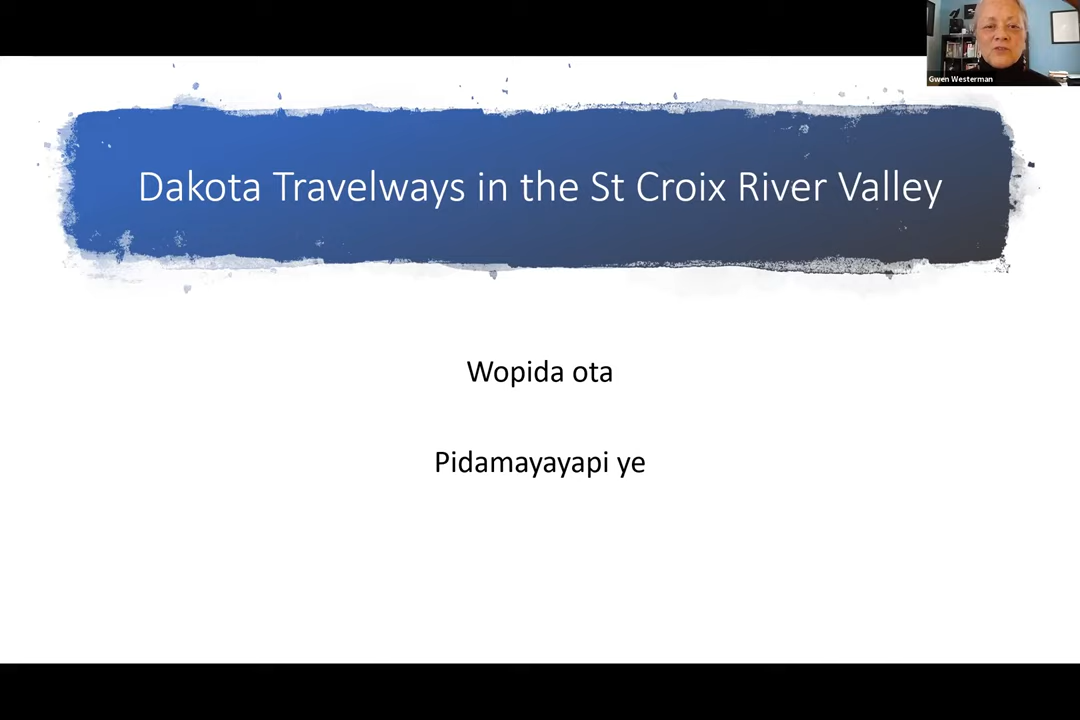 Gwen Westerman
Dakota Travelways in the St Croix River Valley
Wopida ota
Pidamayayapi ye